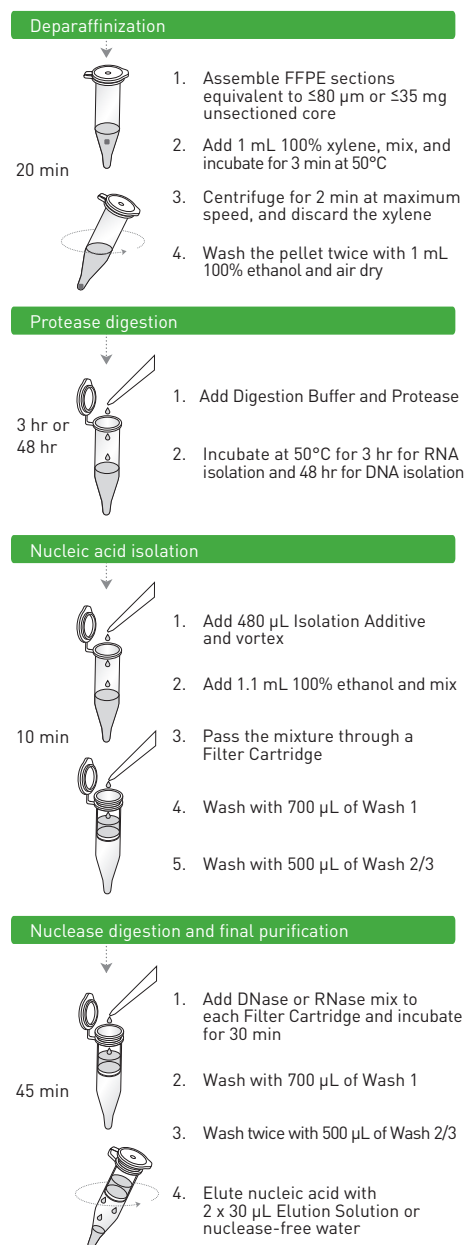 Deparaffinization
1. Assemble FFPE sections
equivalent to ≤80 µm or ≤35 mg
unsectioned core
2. Add 1 mL 100% xylene, mix, and
incubate for 3 min at 50°C
20 min
3. Centrifuge for 2 min at maximum
speed, and discard the xylene
4. Wash the pellet twice with 1 mL
100% ethanol and air dry
Protease digestion
3 hr or
48 hr
1. Add Digestion Buffer and Protease
2. Incubate at 50°C for 3 hr for RNA
isolation and 48 hr for DNA isolation
Nucleic acid isolation
1. Add 480 µL Isolation Additive
and vortex
2. Add 1.1 mL 100% ethanol and mix
10 min
3. Pass the mixture through a
Filter Cartridge
4. Wash with 700 µL of Wash 1
5. Wash with 500 µL of Wash 2/3
Nuclease digestion and final purification
1. Add DNase or RNase mix to
each Filter Cartridge and incubate
for 30 min
45 min
2. Wash with 700 µL of Wash 1
3. Wash twice with 500 µL of Wash 2/3
4. Elute nucleic acid with
2 x 30 µL Elution Solution or
nuclease-free water